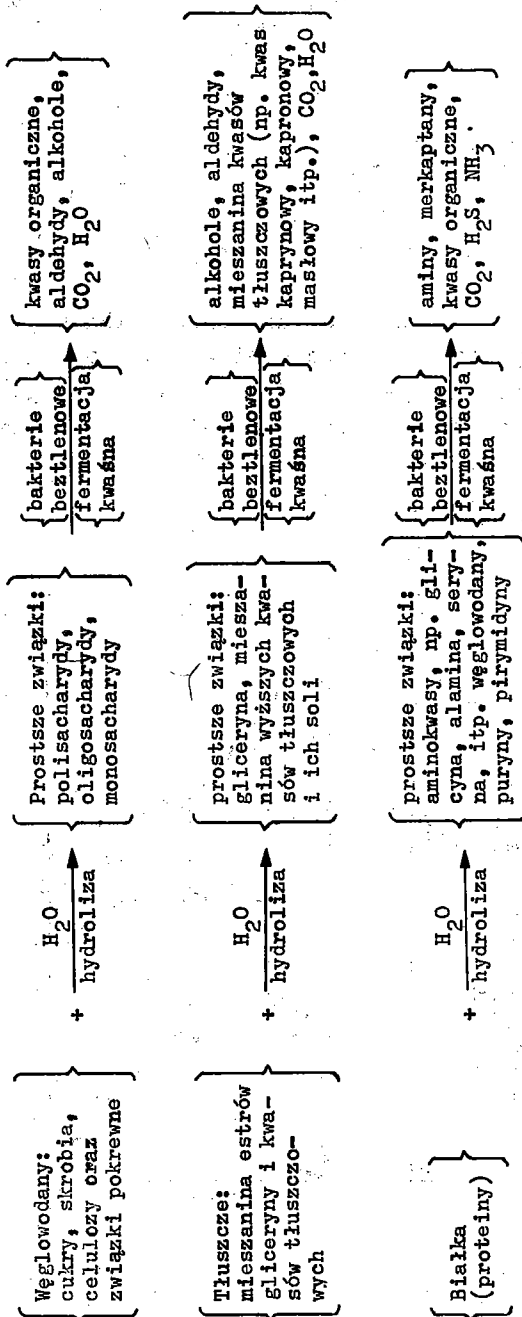 Węglowodany:
cukry, skrobia,
celulozy oraz
związki pokrewne
+
H2O
hydroliza
Prostsze związki:
polisacharydy,
oligosacharydy,
monosacharydy
bakterie
beztlenowe
fermentacja
kwaśna
kwasy organiczne,
aldehydy, alkohole,
CO2, H2O
Tłuszcze:
mieszanina estrów
gliceryny i kwa-
sów tłuszczo-
wych
+
H2O
hydroliza
prostsze związki:
gliceryna, miesza-
nina wyższych kwa-
sów tłuszczowych
i ich soli
bakterie
beztlenowe
fermentacja
kwaśna
alkohole, aldehydy,
mieszanina kwasów
tłuszczowych (np. kwas
kaprynowy, kapronowy,
masłowy itp.), CO2,H2O
Białka
(proteiny)
+
H2O
hydroliza
prostsze związki:
aminokwasy, np. gli-
cyna, alamina, sery-
na, itp. węglowodany,
puryny, pirymidyny
bakterie
beztlenowe
fermentacja
kwaśna
aminy, merkaptany,
kwasy organiczne,
CO2, H2S, NH3.